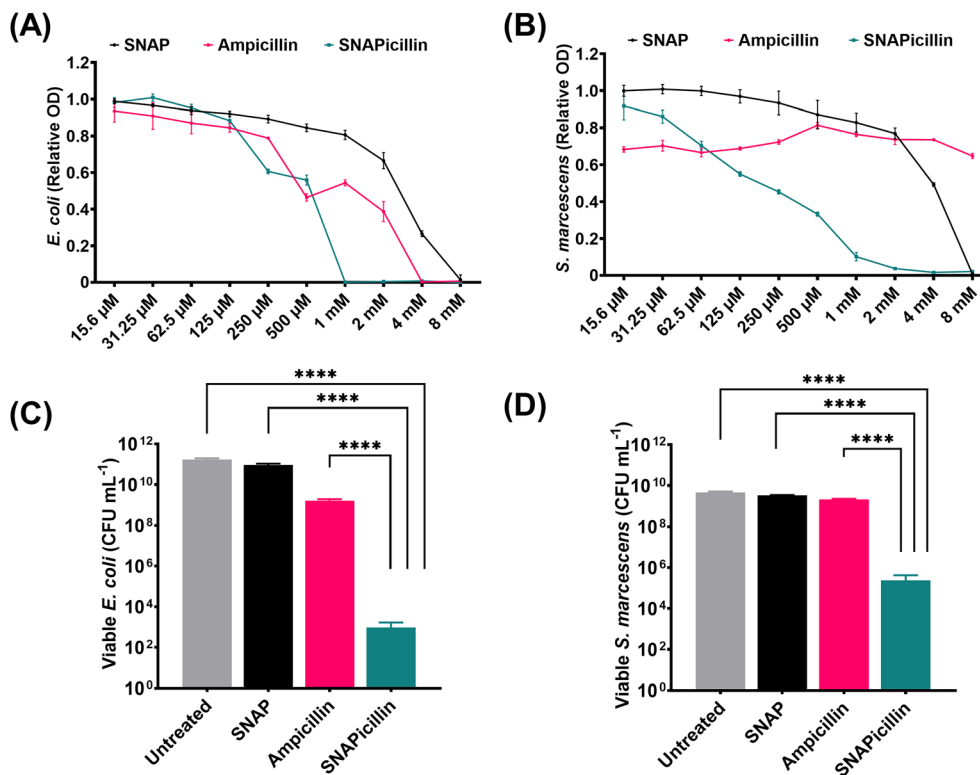 (A)
SNAP Ampicillin SNAPicillin
E. coli (Relative OD)
1.2
1.0
0.8
0.6
0.4
0.2
0
15.6 µM
31.25 µM
62.5 µM
125 µM
250 µM
500 µM
1 mM
2 mM
4 mM
8 mM
(B)
SNAP Ampicillin SNAPicillin
S. marcescens (Relative OD)
1.2
1.0
0.8
0.6
0.4
0.2
0
15.6 µM
31.25 µM
62.5 µM
125 µM
250 µM
500 µM
1 mM
2 mM
4 mM
8 mM
(C)
****
****
****
Viable E. coli (CFU mL⁻¹)
10¹²
10¹⁰
10⁸
10⁶
10⁴
10²
10⁰
Untreated
SNAP
Ampicillin
SNAPicillin
(D)
****
****
****
Viable S. marcescens (CFU mL⁻¹)
10¹²
10¹⁰
10⁸
10⁶
10⁴
10²
10⁰
Untreated
SNAP
Ampicillin
SNAPicillin